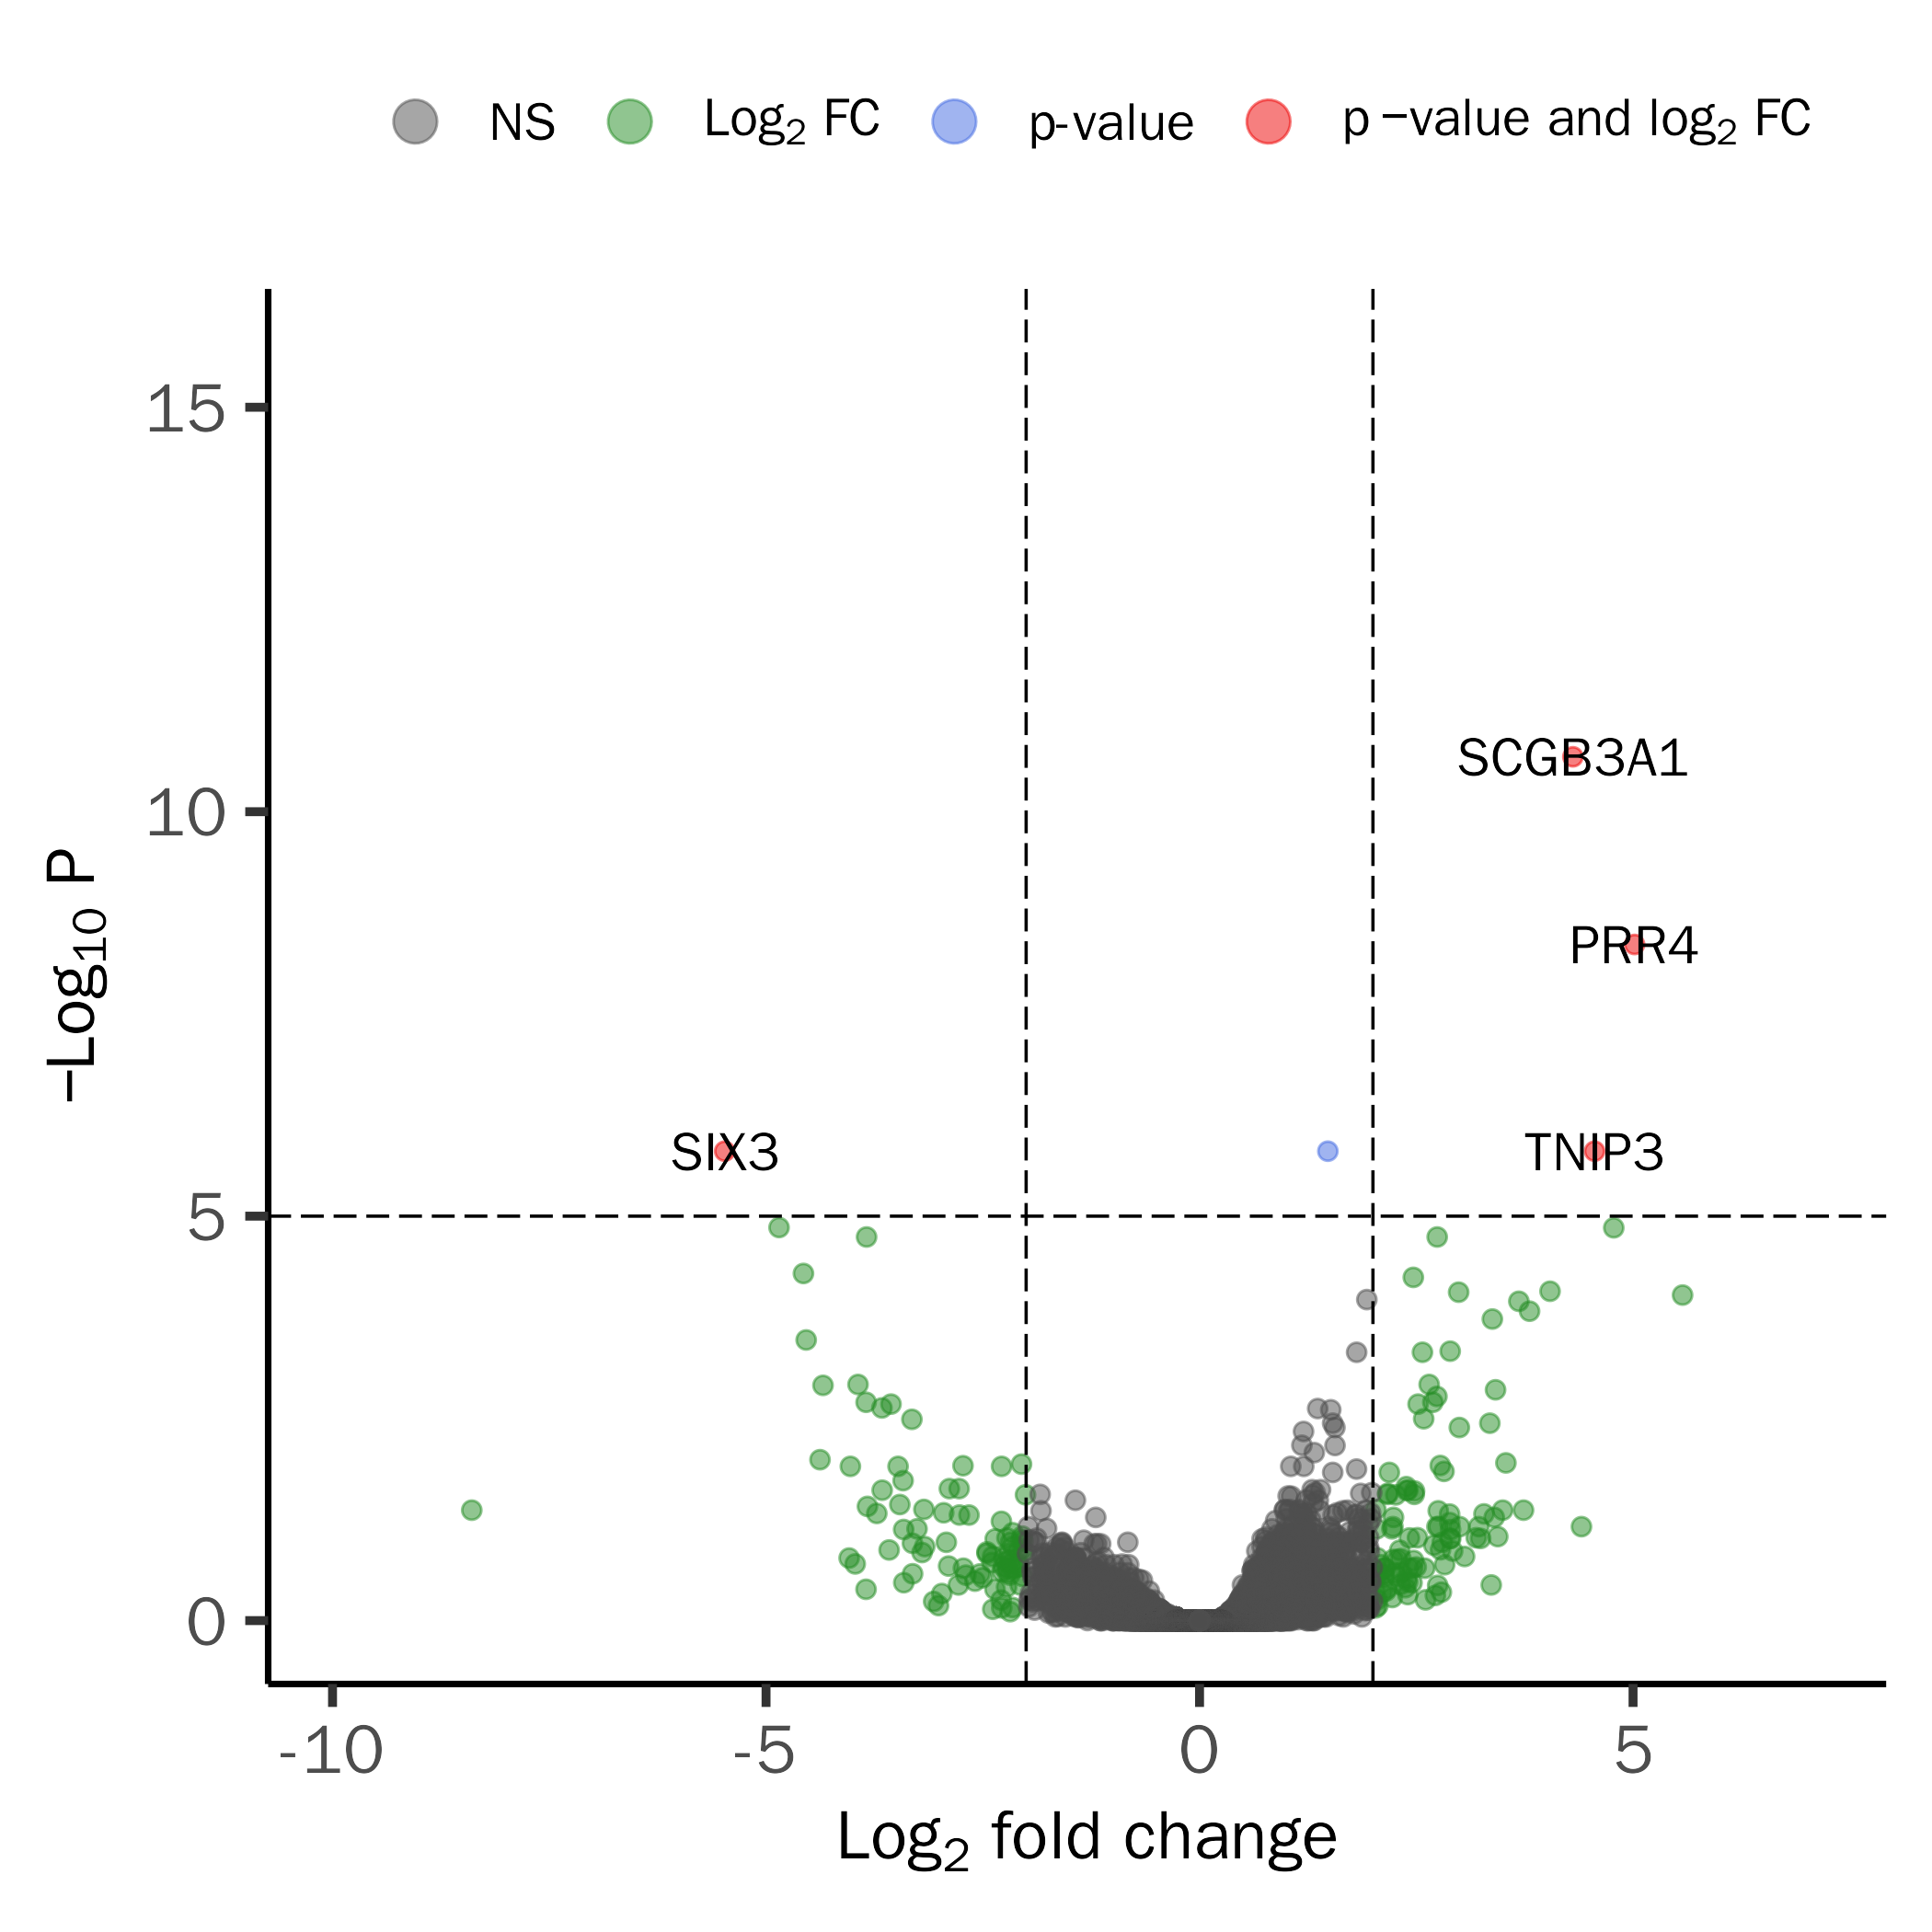 NS Log2 FC p-value p −value and log2 FC
15
SCGB3A1
10
PRR4
−Log10 P
SIX3
TNIP3
5
0
-10 -5 0 5
Log2 fold change